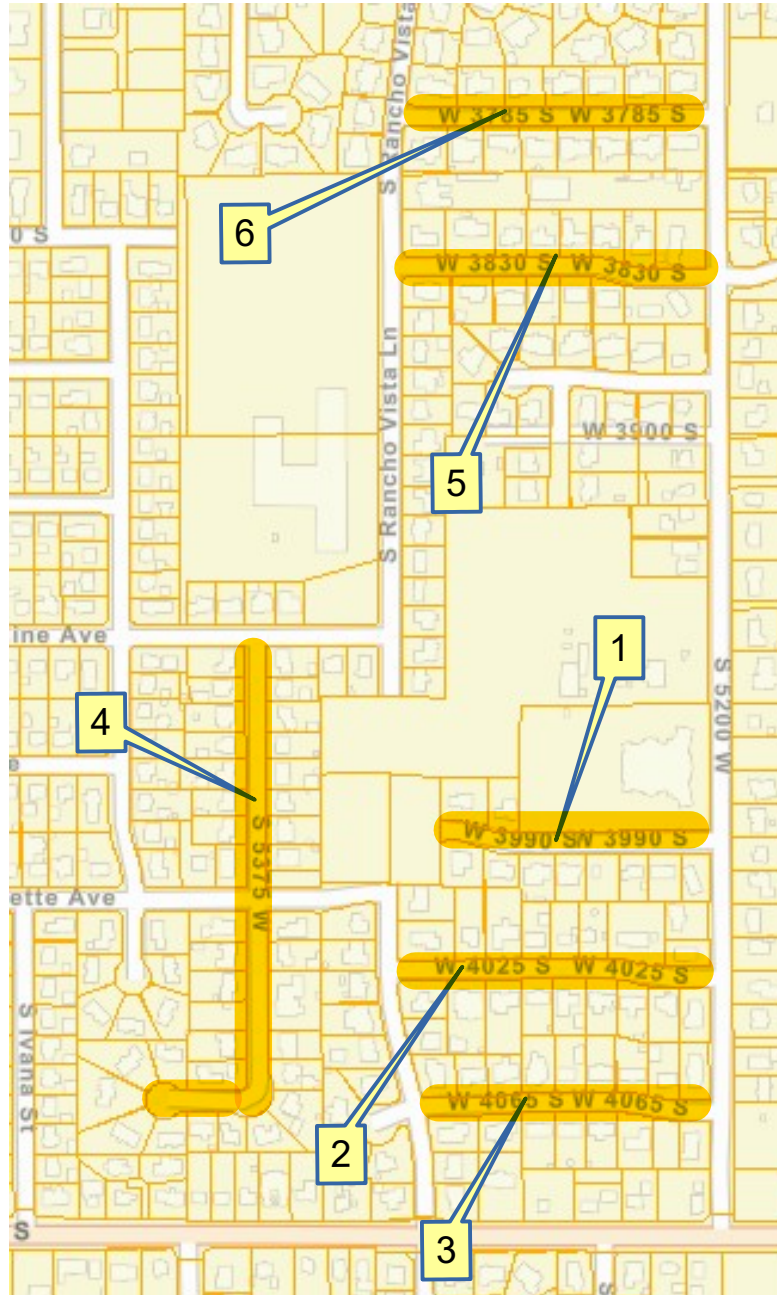 S Rancho Vista
W 3785 S W 3785 S
6
0 S
W 3830 S W 3830 S
S Rancho Vista Ln
W 3900 S
5
ine Ave
1
S 5200 W
4
e
W 3990 S W 3990 S
S 5375 W
ette Ave
W 4025 S W 4025 S
S Ivana St
W 4065 S W 4065 S
2
S
3
S